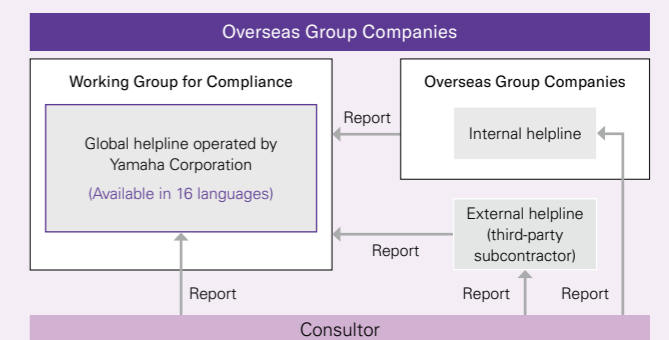 Overseas Group Companies
Working Group for Compliance
Global helpline operated by
Yamaha Corporation
(Available in 16 languages)
Report
Overseas Group Companies
Internal helpline
External helpline
(third-party
subcontractor)
Report
Report
Report
Report
Consultor